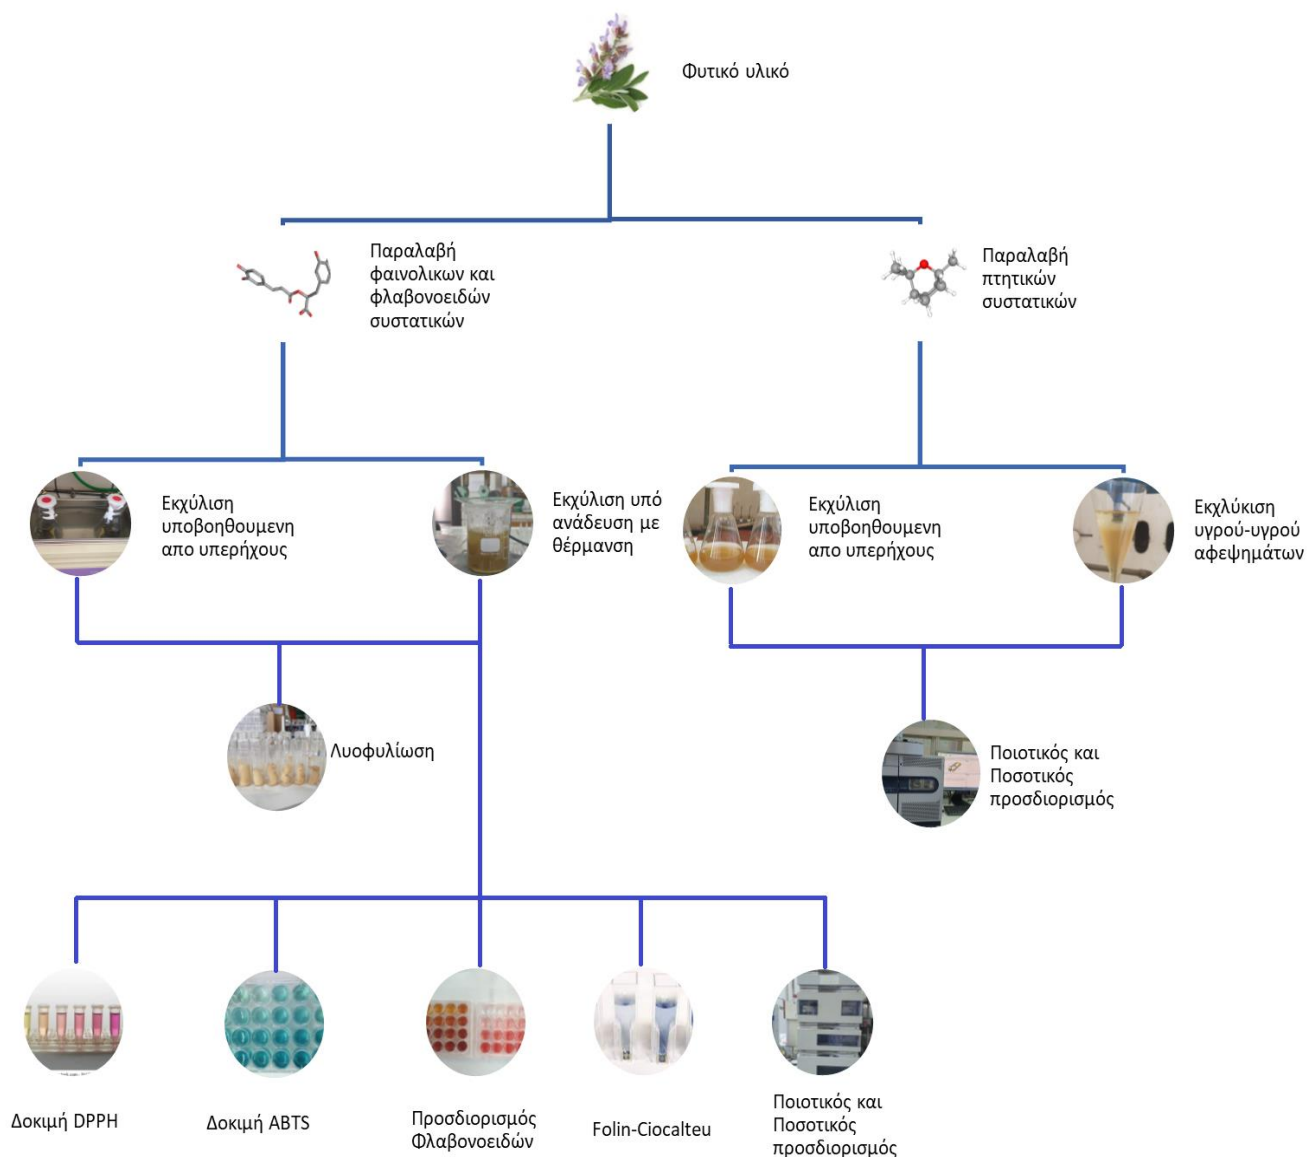 Φυτικό υλικό
Παραλαβή
φαινολικων και
φλαβονοειδών
συστατικών
Παραλαβή
πτητικών
συστατικών
Εκχύλιση
υποβοηθουμενη
απο υπερήχους
Εκχύλιση υπό
ανάδευση με
θέρμανση
Εκχύλιση
υποβοηθουμενη
απο υπερήχους
Εκχλύκιση
υγρού-υγρού
αφεψημάτων
Λυοφυλίωση
Ποιοτικός και
Ποσοτικός
προσδιορισμός
Δοκιμή DPPH
Δοκιμή ABTS
Προσδιορισμός
Φλαβονοειδών
Folin-Ciocalteu
Ποιοτικός και
Ποσοτικός
προσδιορισμός